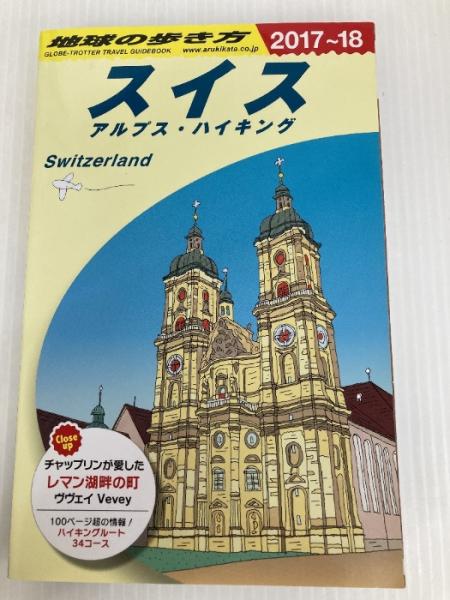 地球の歩き方
GLOBE-TROTTER TRAVEL GUIDEBOOK www.arukikata.co.jp
2017~18
スイス
アルプス・ハイキング
Switzerland
Close up
チャップリンが愛した
レマン湖畔の町
ヴヴェイ Vevey
100ページ超の情報!
ハイキングルート
34コース